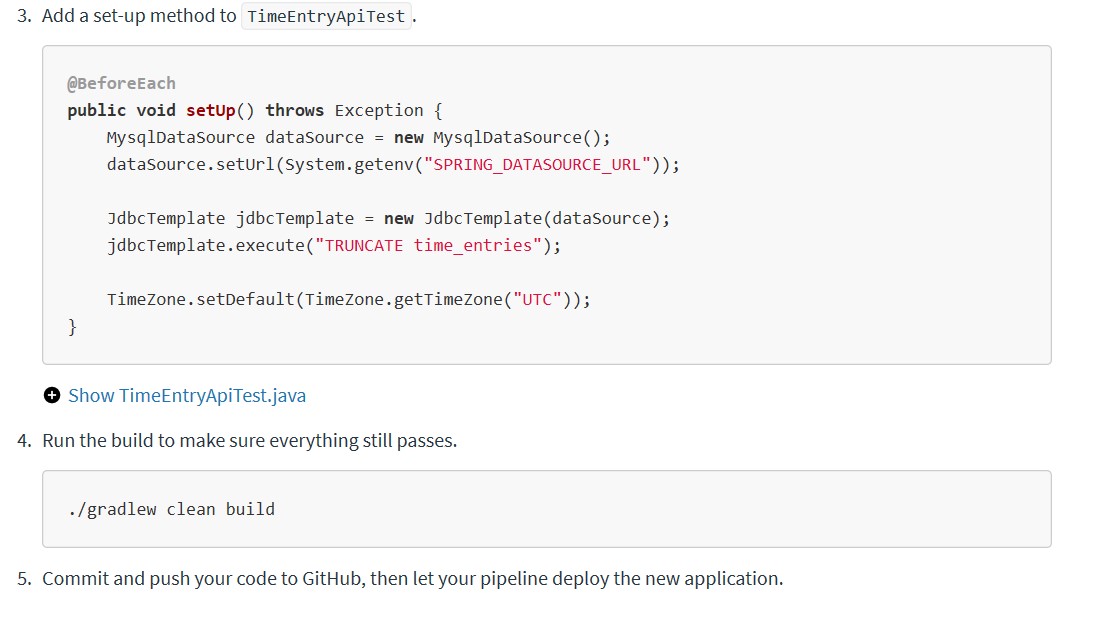 3. Add a set-up method to TimeEntryApiTest.
@BeforeEach
public void setUp() throws Exception {
    MysqlDataSource dataSource = new MysqlDataSource();
    dataSource.setUrl(System.getenv("SPRING_DATASOURCE_URL"));
    JdbcTemplate jdbcTemplate = new JdbcTemplate(dataSource);
    jdbcTemplate.execute("TRUNCATE time_entries");
    TimeZone.setDefault(TimeZone.getTimeZone("UTC"));
}
Show TimeEntryApiTest.java
4. Run the build to make sure everything still passes.
./gradlew clean build
5. Commit and push your code to GitHub, then let your pipeline deploy the new application.